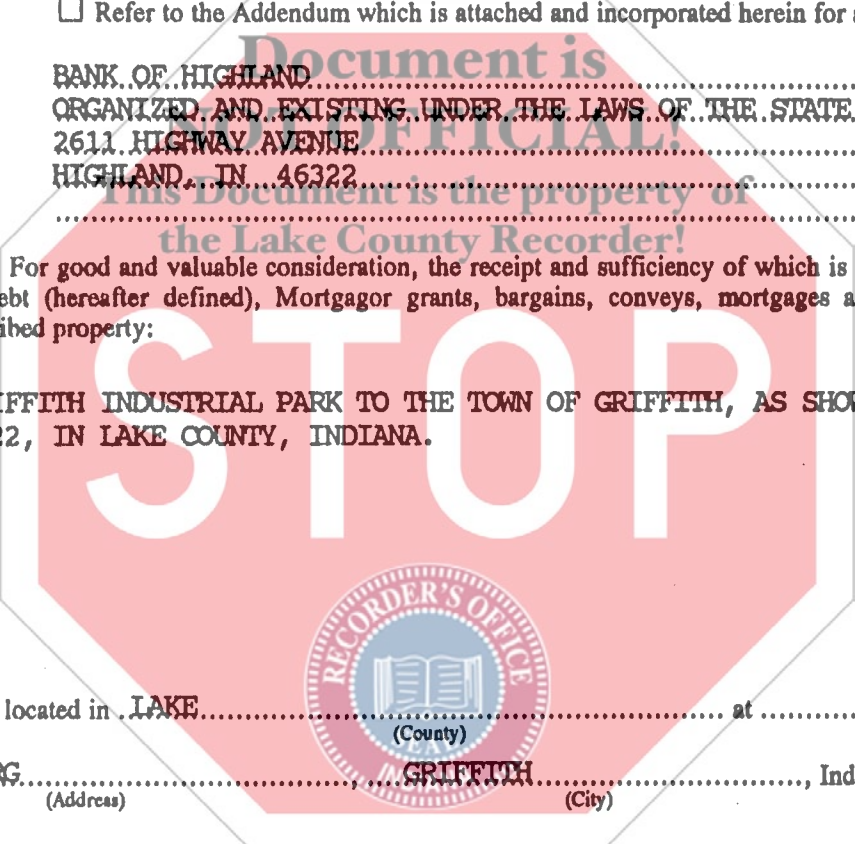 ☐ Refer to the Addendum which is attached and incorporated herein for
Document is
BANK OF HIGHLAND
ORGANIZED AND EXISTING UNDER THE LAWS OF THE STATE
NOT OFFICIAL!
2611 HIGHWAY AVENUE
HIGHLAND, IN 46322
This Document is the property of
the Lake County Recorder!
For good and valuable consideration, the receipt and sufficiency of which is
ebt (hereafter defined), Mortgagor grants, bargains, conveys, mortgages a
ibed property:
STOP
IFFITH INDUSTRIAL PARK TO THE TOWN OF GRIFFITH, AS SHOW
22, IN LAKE COUNTY, INDIANA.
RECORDER'S OFFICE
located in LAKE at
(County)
SEAL
RG, GRIFFITH, Ind
INDIANA
(Address) (City)